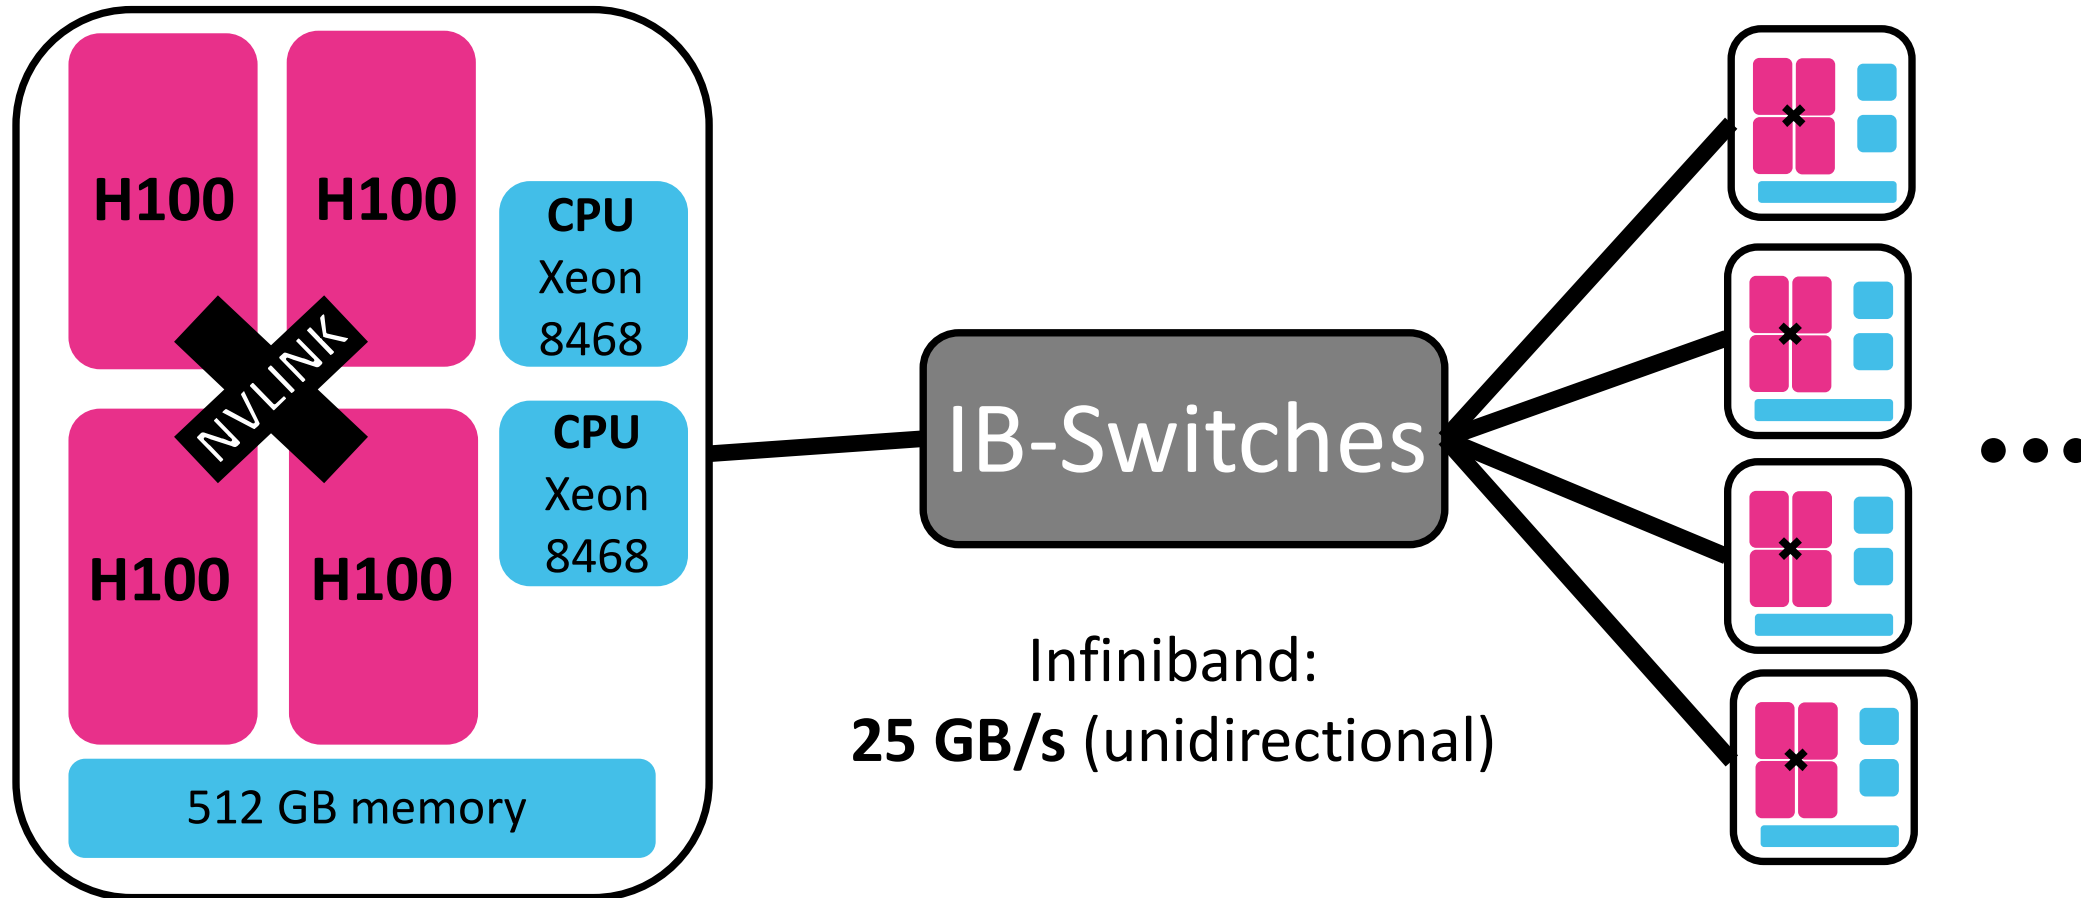 H100
H100
NVLINK
H100
H100
CPU
Xeon
8468
CPU
Xeon
8468
512 GB memory
IB-Switches
Infiniband:
25 GB/s (unidirectional)